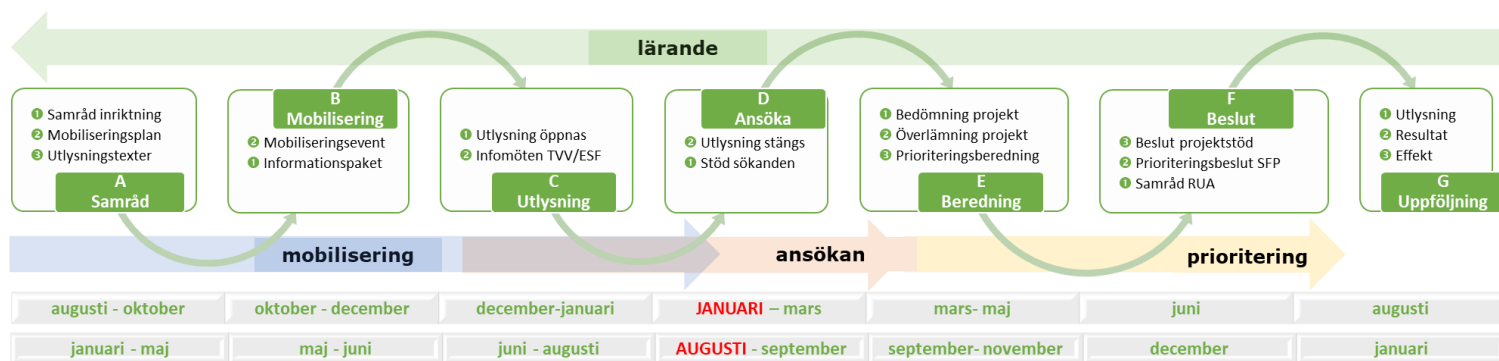 lärande
❶ Samråd inriktning
❷ Mobiliseringsplan
❸ Utlysningstexter
A
Samråd
B
Mobilisering
❷ Mobiliseringsevent
❶ Informationspaket
❶ Utlysning öppnas
❷ Infomöten TVV/ESF
C
Utlysning
D
Ansöka
❷ Utlysning stängs
❶ Stöd sökanden
❶ Bedömning projekt
❷ Överlämning projekt
❸ Prioriteringsberedning
E
Beredning
F
Beslut
❸ Beslut projektstöd
❷ Prioriteringsbeslut SFP
❶ Samråd RUA
❶ Utlysning
❷ Resultat
❸ Effekt
G
Uppföljning
mobilisering
ansökan
prioritering
augusti - oktober
oktober - december
december-januari
JANUARI – mars
mars- maj
juni
augusti
januari - maj
maj - juni
juni - augusti
AUGUSTI - september
september- november
december
januari